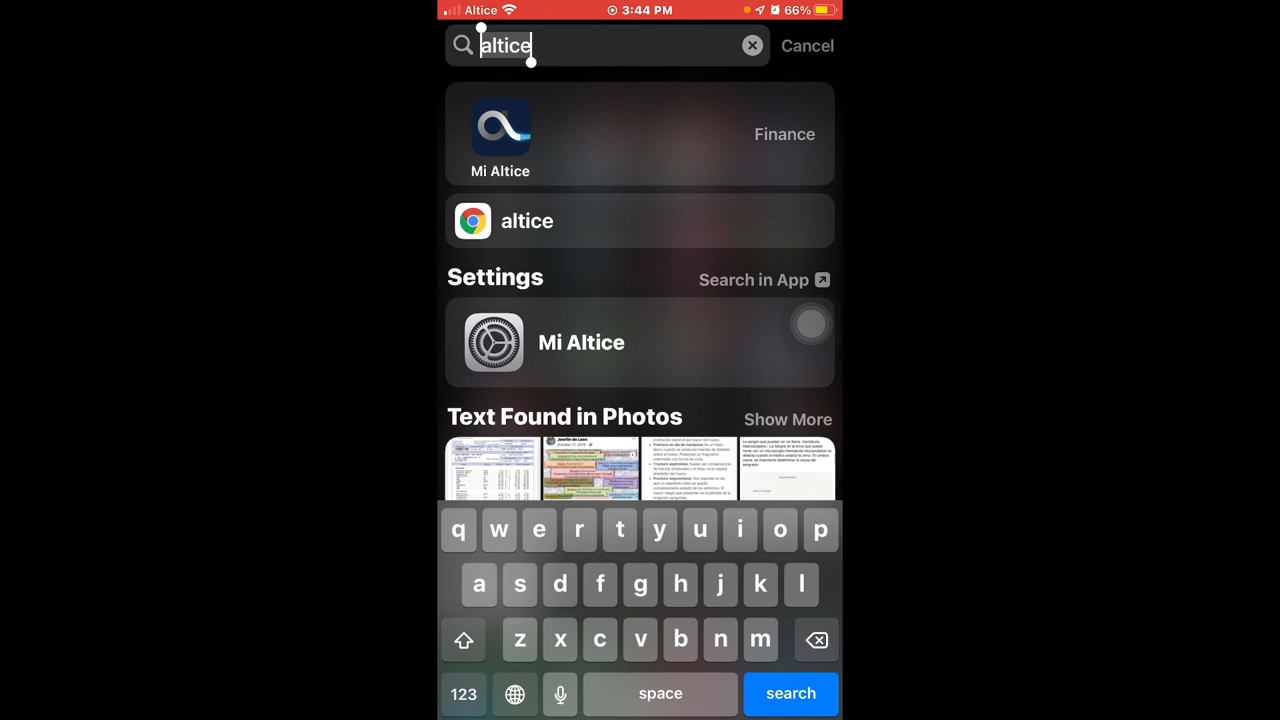 Altice 3:44 PM 66%
altice Cancel
Finance
Mi Altice
altice
Settings Search in App
Mi Altice
Text Found in Photos Show More
q w e r t y u i o p
a s d f g h j k l
z x c v b n m
123 space search